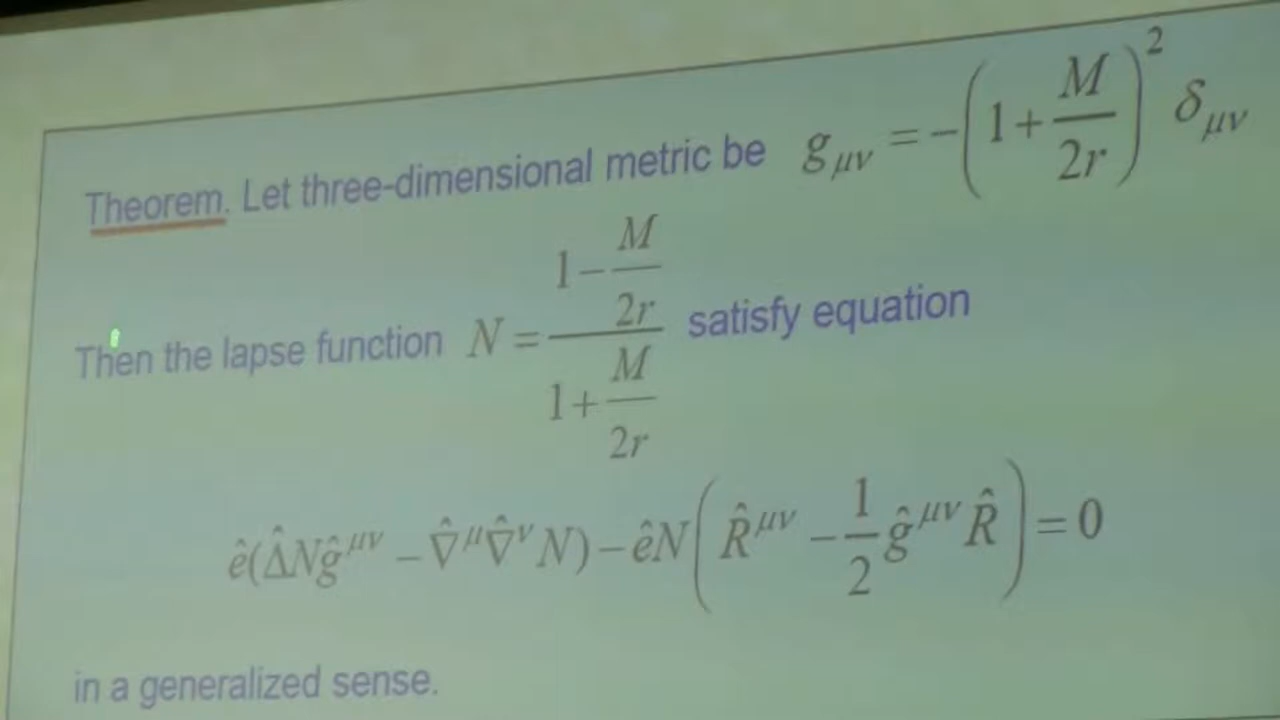 Theorem. Let three-dimensional metric be g_{μν} = -(1 + M/2r)^2 δ_{μν}
Then the lapse function N = (1 - M/2r)/(1 + M/2r) satisfy equation
ê(Δ̂Nĝ^{μν} - ∇̂^μ∇̂^ν N) - êN(R̂^{μν} - 1/2 ĝ^{μν} R̂) = 0
in a generalized sense.